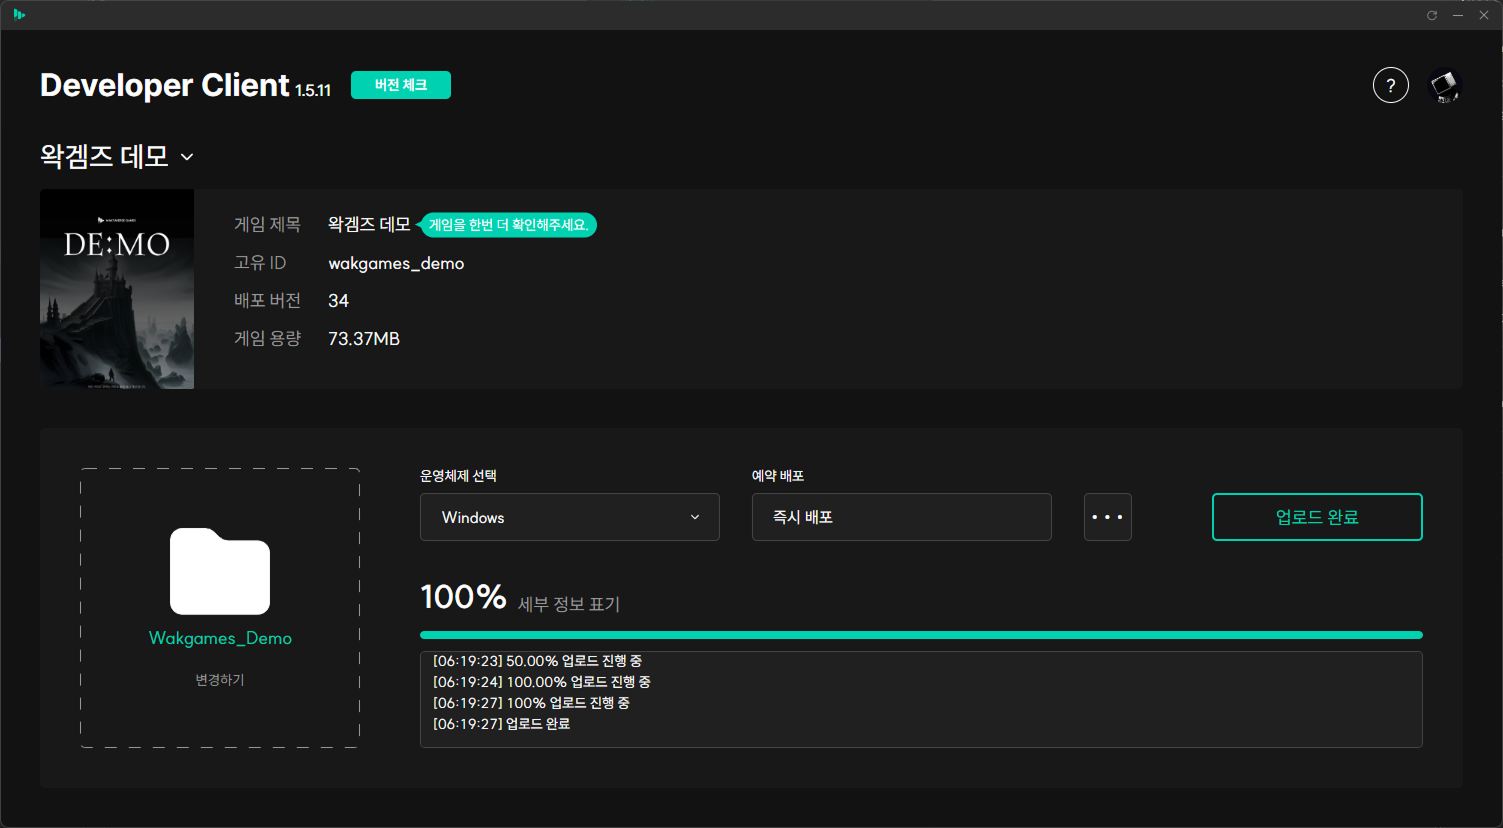 Developer Client 1.5.11
버전 체크
?
왁겜즈 데모
WAKTAVERSE GAMES
DE:MO
게임 제목 왁겜즈 데모 게임을 한번 더 확인해주세요.
고유 ID wakgames_demo
배포 버전 34
게임 용량 73.37MB
Wakgames_Demo
변경하기
운영체제 선택
Windows
예약 배포
즉시 배포
업로드 완료
100% 세부 정보 표기
[06:19:23] 50.00% 업로드 진행 중
[06:19:24] 100.00% 업로드 진행 중
[06:19:27] 100% 업로드 진행 중
[06:19:27] 업로드 완료